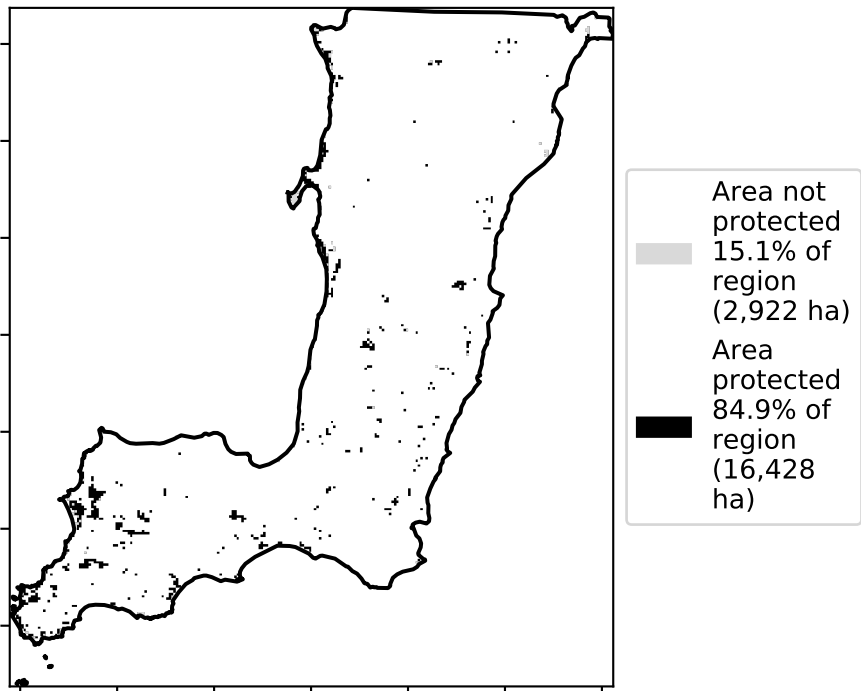 Area not
protected
15.1% of
region
(2,922 ha)
Area
protected
84.9% of
region
(16,428
ha)